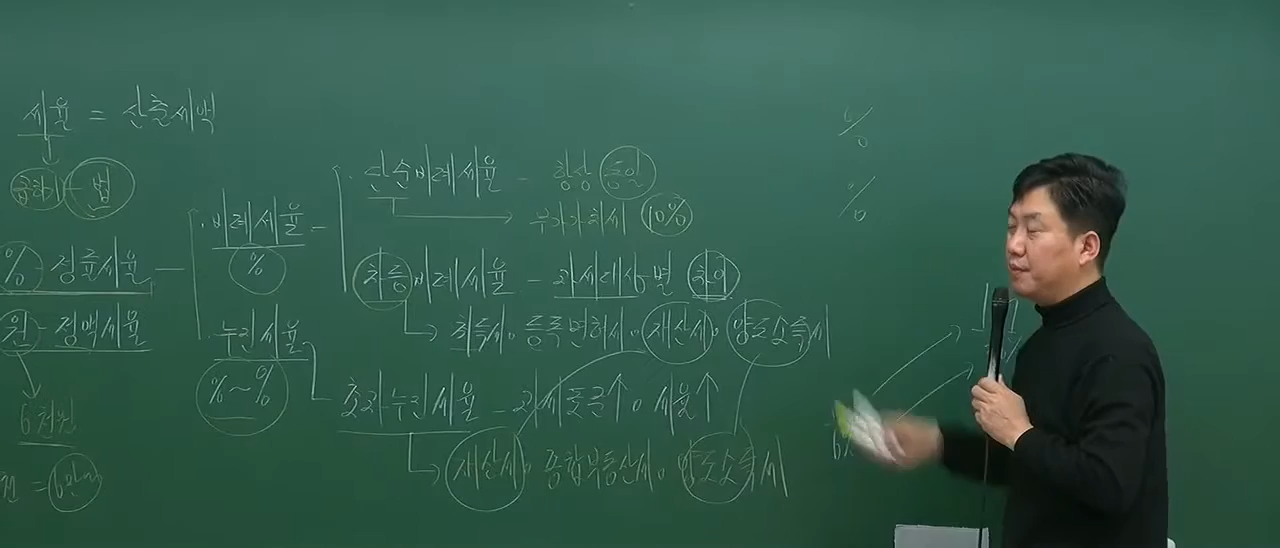 세율 = 산출세액
법
% - 정률세율
원 - 정액세율
6천원
비례세율
%
누진세율
%~%
단순비례세율 - 항상 동일
부가가치세 10%
차등비례세율 - 과세대상별 차이
취득세. 등록면허세. 재산세. 양도소득세
초과누진세율 - 과세표준↑. 세율↑
재산세. 종합부동산세. 양도소득세
%
%